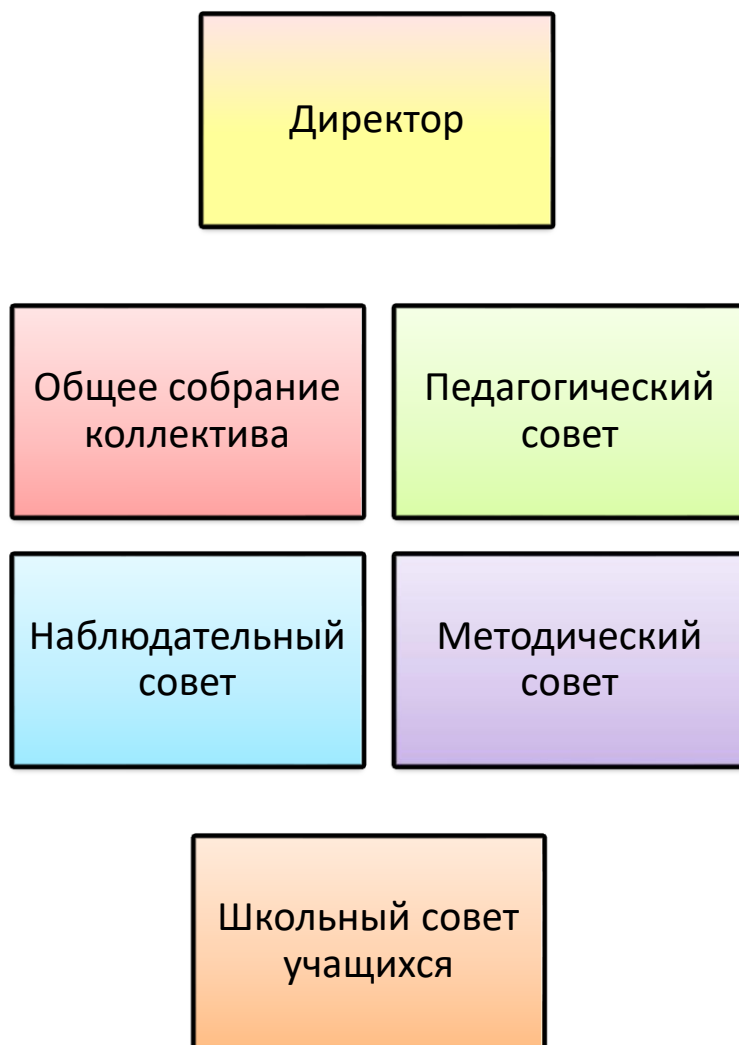 Директор
Общее собрание
коллектива
Педагогический
совет
Наблюдательный
совет
Методический
совет
Школьный совет
учащихся